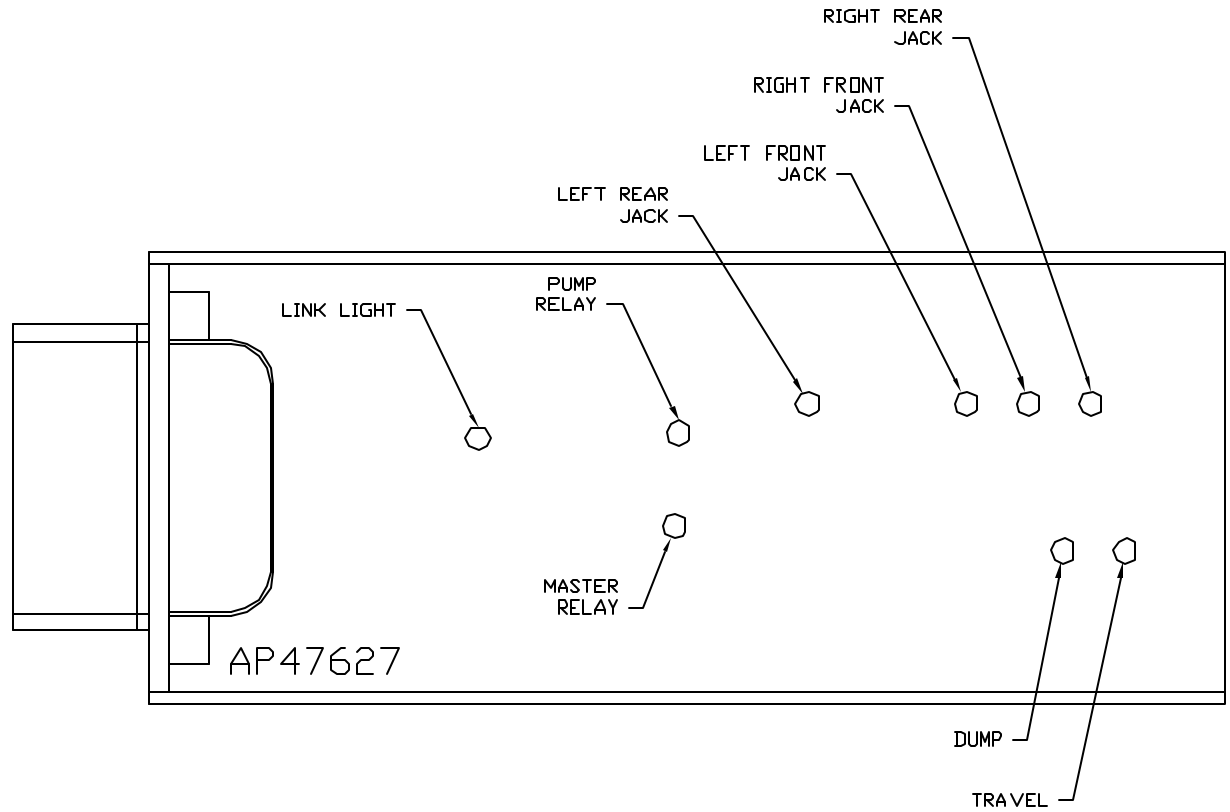 RIGHT REAR
JACK
RIGHT FRONT
JACK
LEFT FRONT
JACK
LEFT REAR
JACK
PUMP
RELAY
LINK LIGHT
MASTER
RELAY
AP47627
DUMP
TRAVEL